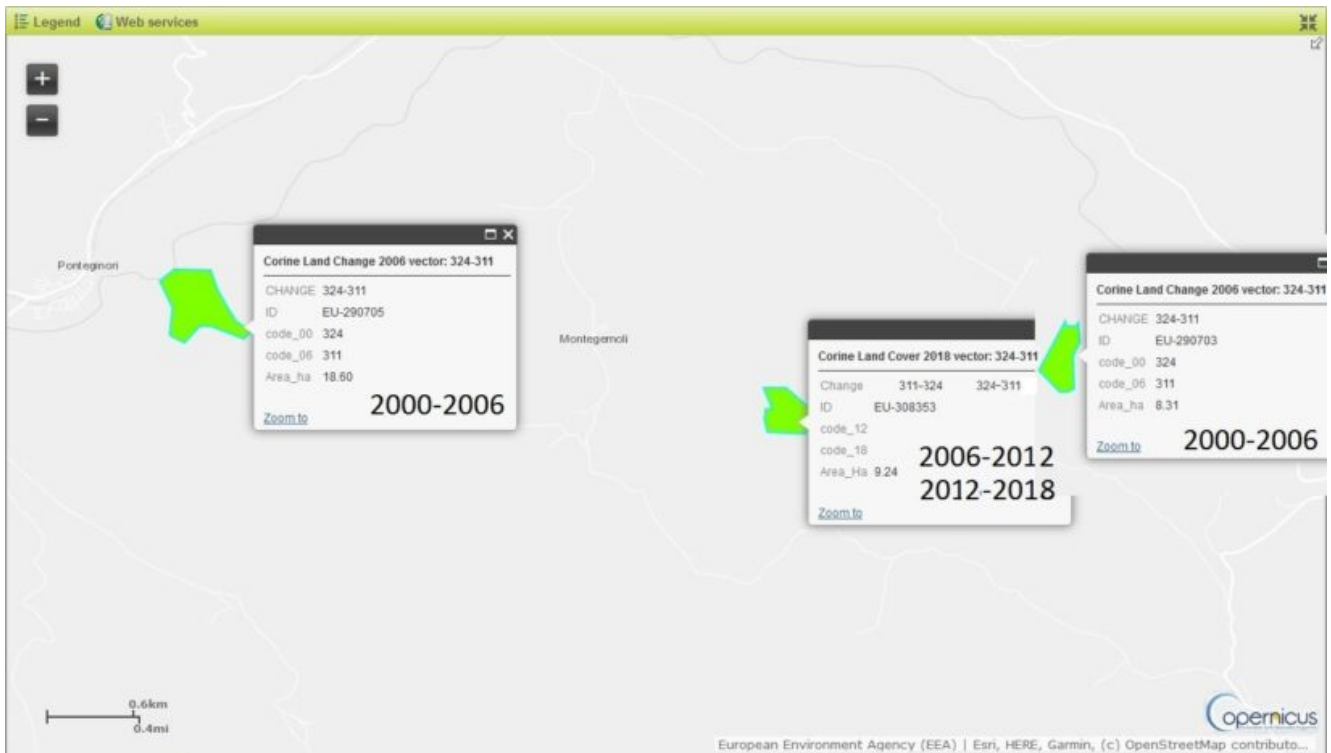 Legend Web services
+
−
Ponteginori
Corine Land Change 2006 vector: 324-311
CHANGE 324-311
ID EU-290705
code_00 324
code_06 311
Area_ha 18.60
2000-2006
Zoom to
Montegemoli
Corine Land Cover 2018 vector: 324-311
Change 311-324 324-311
ID EU-308353
code_12
code_18
Area_Ha 9.24
2006-2012
2012-2018
Zoom to
Corine Land Change 2006 vector: 324-311
CHANGE 324-311
ID EU-290703
code_00 324
code_06 311
Area_ha 8.31
2000-2006
Zoom to
0.6km
0.4mi
opernicus
European Environment Agency (EEA) | Esri, HERE, Garmin, (c) OpenStreetMap contributo...